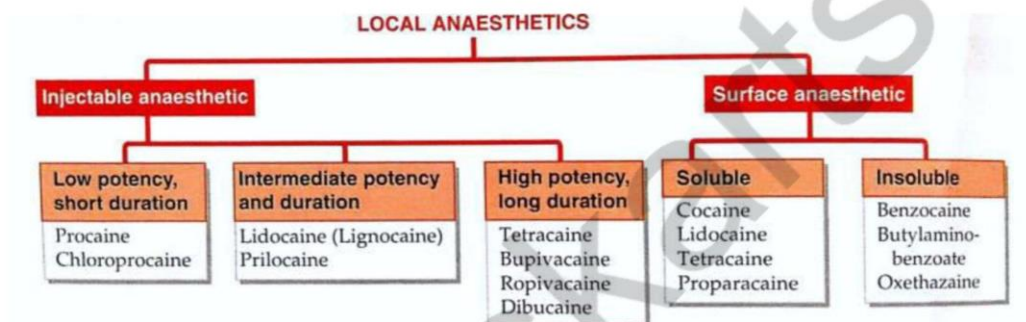 LOCAL ANAESTHETICS
Injectable anaesthetic
Surface anaesthetic
Low potency,
short duration
Procaine
Chloroprocaine
Intermediate potency
and duration
Lidocaine (Lignocaine)
Prilocaine
High potency,
long duration
Tetracaine
Bupivacaine
Ropivacaine
Dibucaine
Soluble
Cocaine
Lidocaine
Tetracaine
Proparacaine
Insoluble
Benzocaine
Butylamino-
benzoate
Oxethazaine